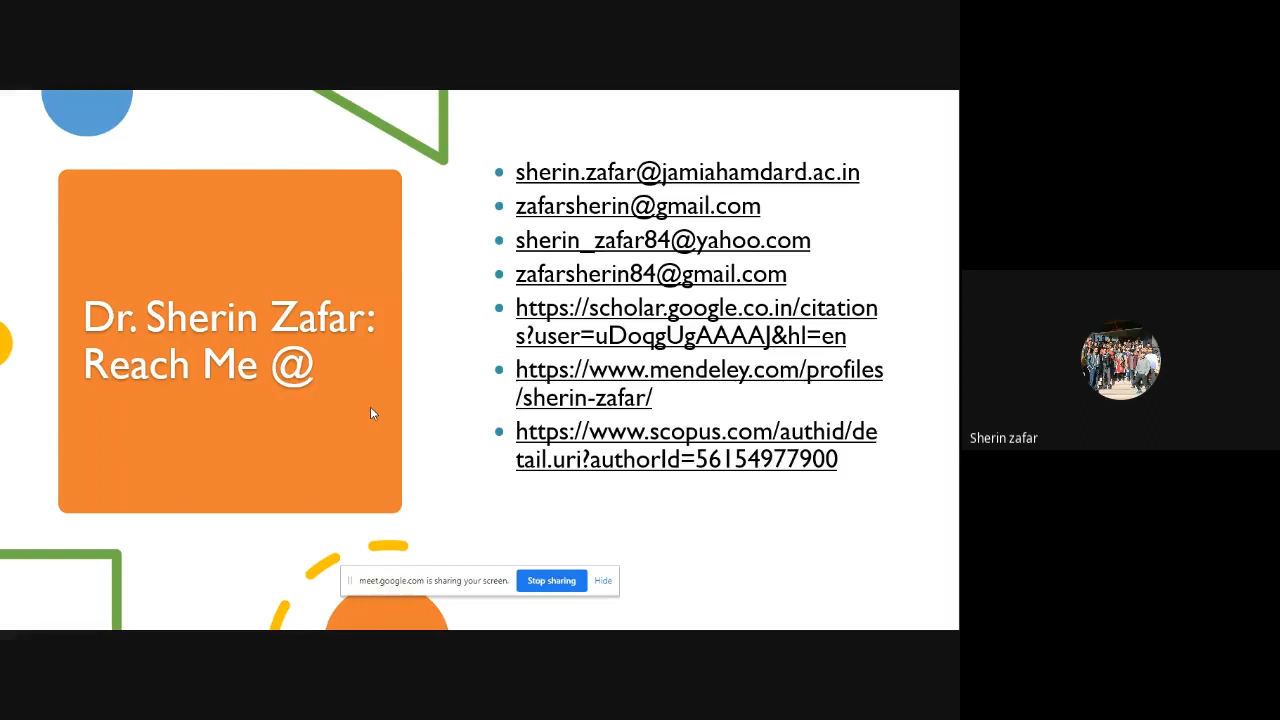 Dr. Sherin Zafar:
Reach Me @
sherin.zafar@jamiahamdard.ac.in
zafarsherin@gmail.com
sherin_zafar84@yahoo.com
zafarsherin84@gmail.com
https://scholar.google.co.in/citation
s?user=uDoqgUgAAAAJ&hl=en
https://www.mendeley.com/profiles
/sherin-zafar/
https://www.scopus.com/authid/de
tail.uri?authorId=56154977900
meet.google.com is sharing your screen.
Stop sharing
Hide
Sherin zafar